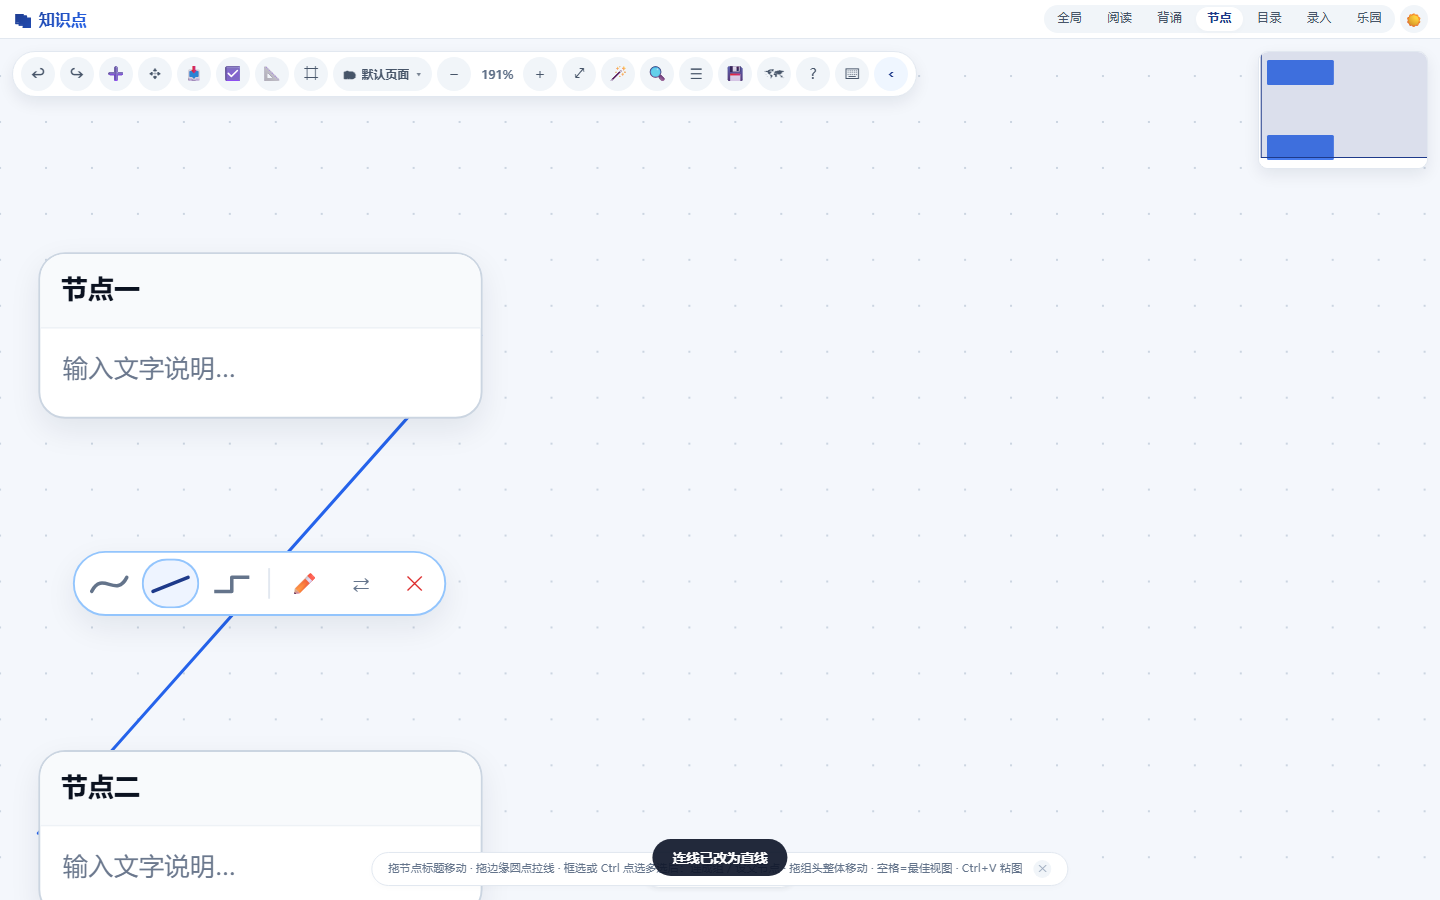 知识点
全局 阅读 背诵 节点 目录 录入 乐园
默认页面
191%
?
节点一
输入文字说明...
节点二
输入文字说明...
连线已改为直线
拖节点标题移动 · 拖边缘圆点拉线 · 框选或 Ctrl 点选多
拖组头整体移动 · 空格=最佳视图 · Ctrl+V 粘图